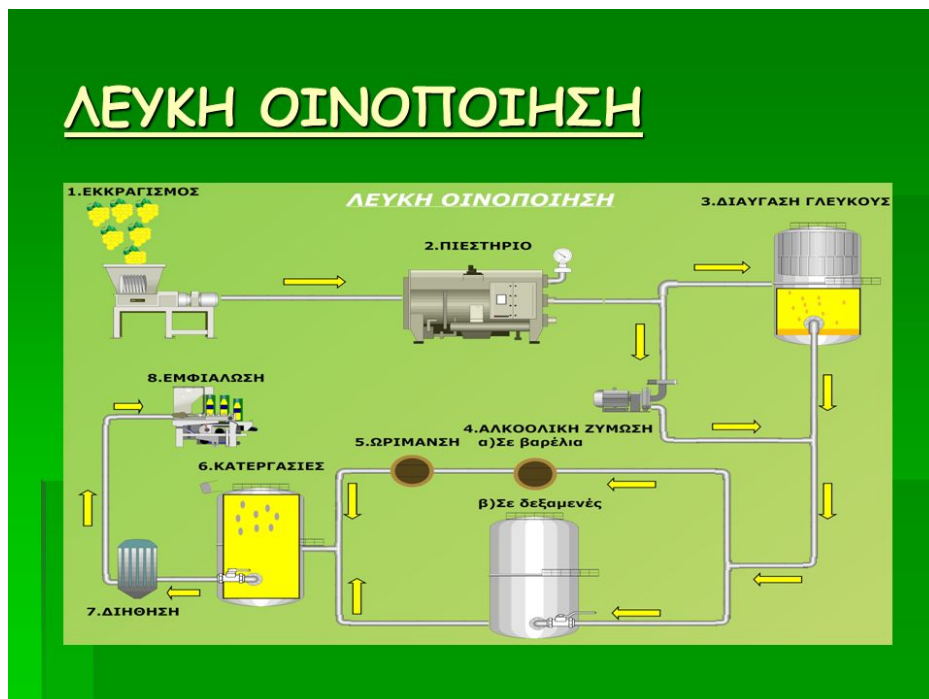 ΛΕΥΚΗ ΟΙΝΟΠΟΙΗΣΗ
ΛΕΥΚΗ ΟΙΝΟΠΟΙΗΣΗ
1.ΕΚΚΡΑΓΙΣΜΟΣ
2.ΠΙΕΣΤΗΡΙΟ
3.ΔΙΑΥΓΑΣΗ ΓΛΕΥΚΟΥΣ
4.ΑΛΚΟΟΛΙΚΗ ΖΥΜΩΣΗ
α)Σε βαρέλια
β)Σε δεξαμενές
5.ΩΡΙΜΑΝΣΗ
6.ΚΑΤΕΡΓΑΣΙΕΣ
7.ΔΙΗΘΗΣΗ
8.ΕΜΦΙΑΛΩΣΗ